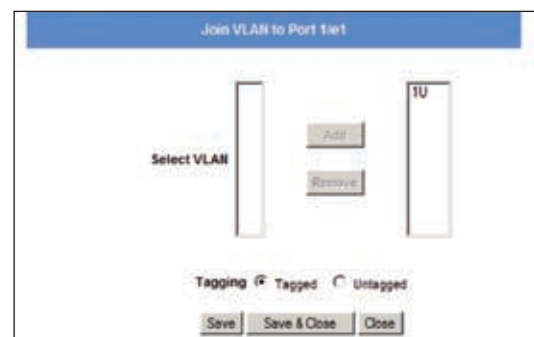 Join VLAN to Port 1/e1
1U
Add
Select VLAN
Remove
Tagging Tagged Untagged
Save Save & Close Close